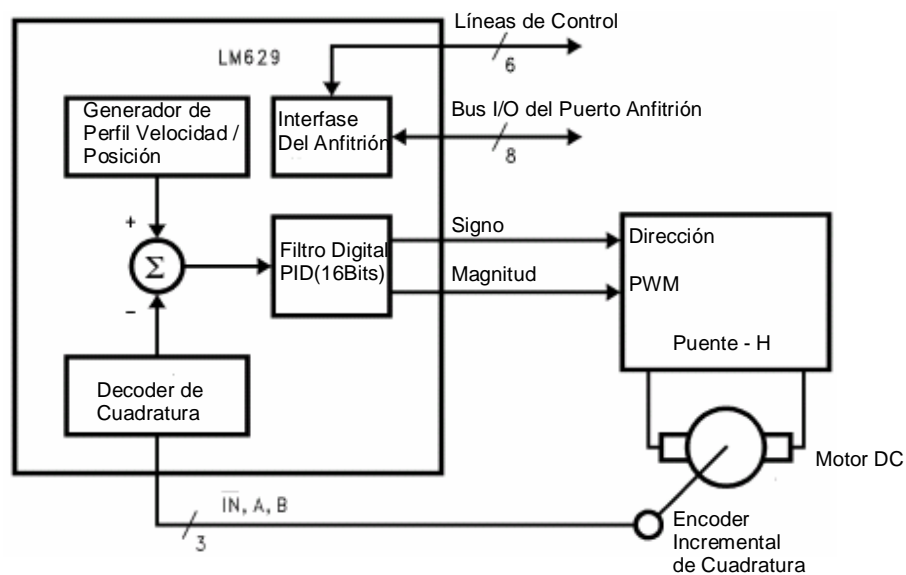 Líneas de Control
6
LM629
Generador de
Perfil Velocidad /
Posición
Interfase
Del Anfitrión
Bus I/O del Puerto Anfitrión
8
+
Σ
−
Filtro Digital
PID(16Bits)
Signo
Magnitud
Dirección
PWM
Puente - H
Decoder de
Cuadratura
Motor DC
I̅N̅, A, B
3
Encoder
Incremental
de Cuadratura